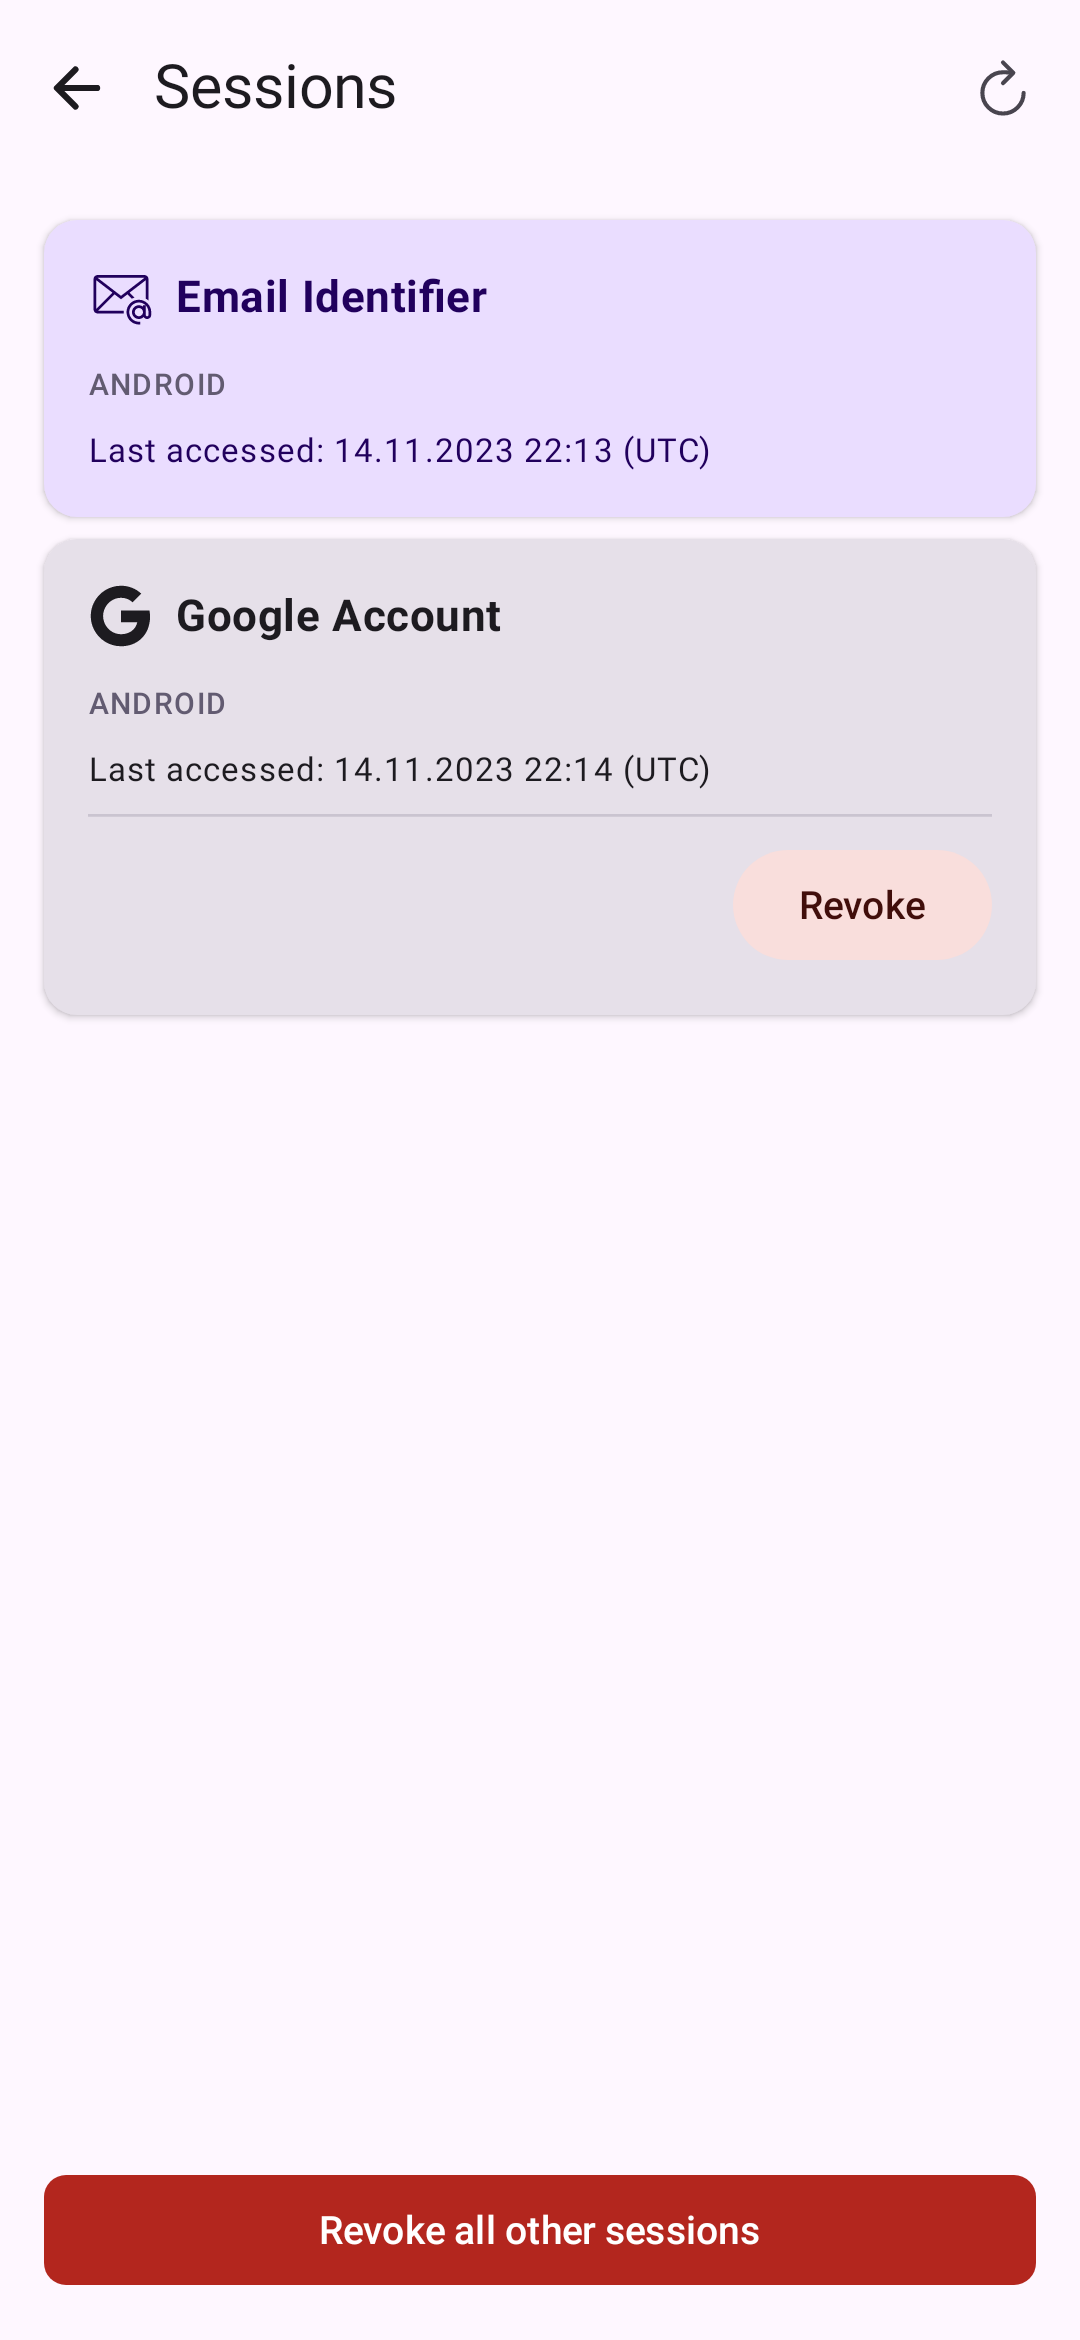 Sessions
Email Identifier
ANDROID
Last accessed: 14.11.2023 22:13 (UTC)
Google Account
ANDROID
Last accessed: 14.11.2023 22:14 (UTC)
Revoke
Revoke all other sessions